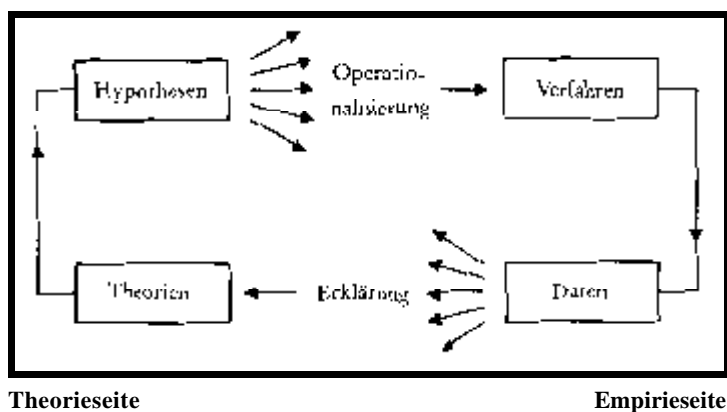 Hypothesen
Operatio-
nalisierung
Verfahren
Theorien
Erklärung
Daten
Theorieseite
Empirieseite